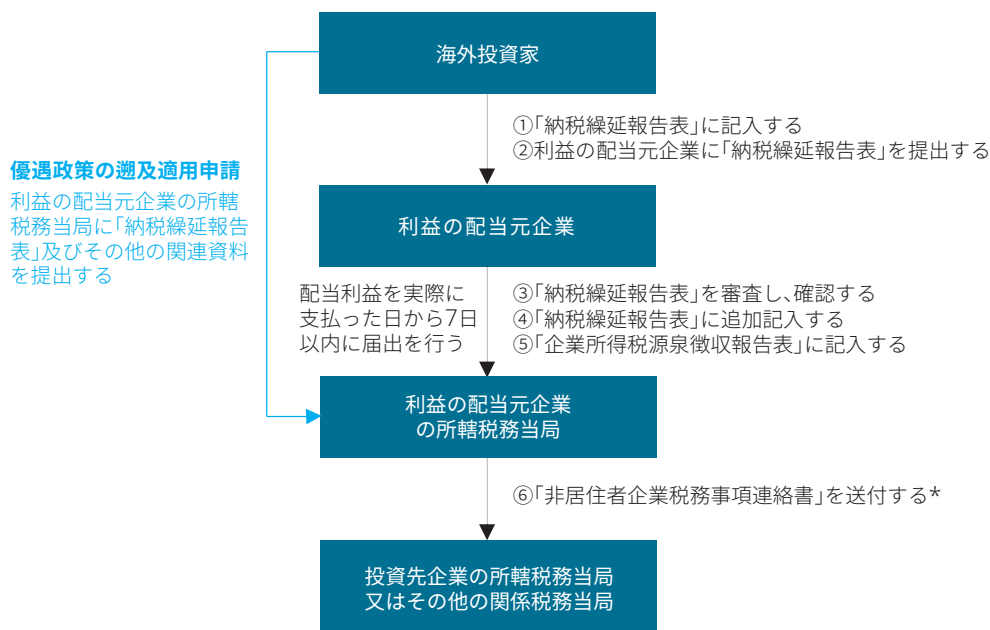 海外投資家
①「納税繰延報告表」に記入する
②利益の配当元企業に「納税繰延報告表」を提出する
優遇政策の遡及適用申請
利益の配当元企業の所轄
税務当局に「納税繰延報告
表」及びその他の関連資料
を提出する
利益の配当元企業
配当利益を実際に
支払った日から7日
以内に届出を行う
③「納税繰延報告表」を審査し、確認する
④「納税繰延報告表」に追加記入する
⑤「企業所得税源泉徴収報告表」に記入する
利益の配当元企業
の所轄税務当局
⑥「非居住者企業税務事項連絡書」を送付する*
投資先企業の所轄税務当局
又はその他の関係税務当局